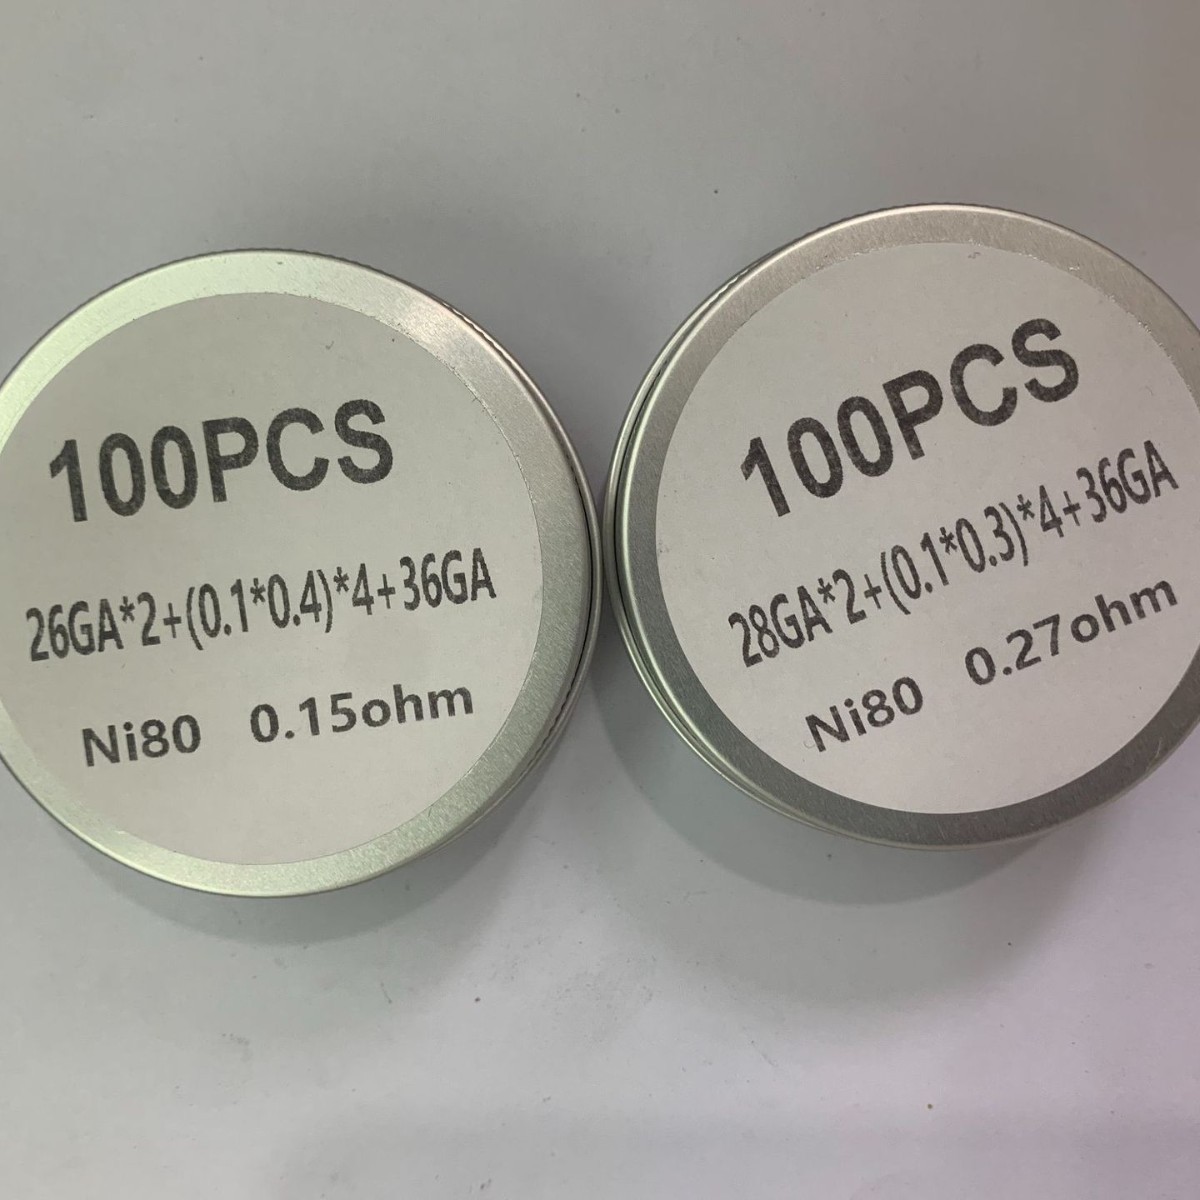 100PCS
26GA*2+(0.1*0.4)*4+36GA
Ni80 0.15ohm
100PCS
28GA*2+(0.1*0.3)*4+36GA
Ni80 0.27ohm